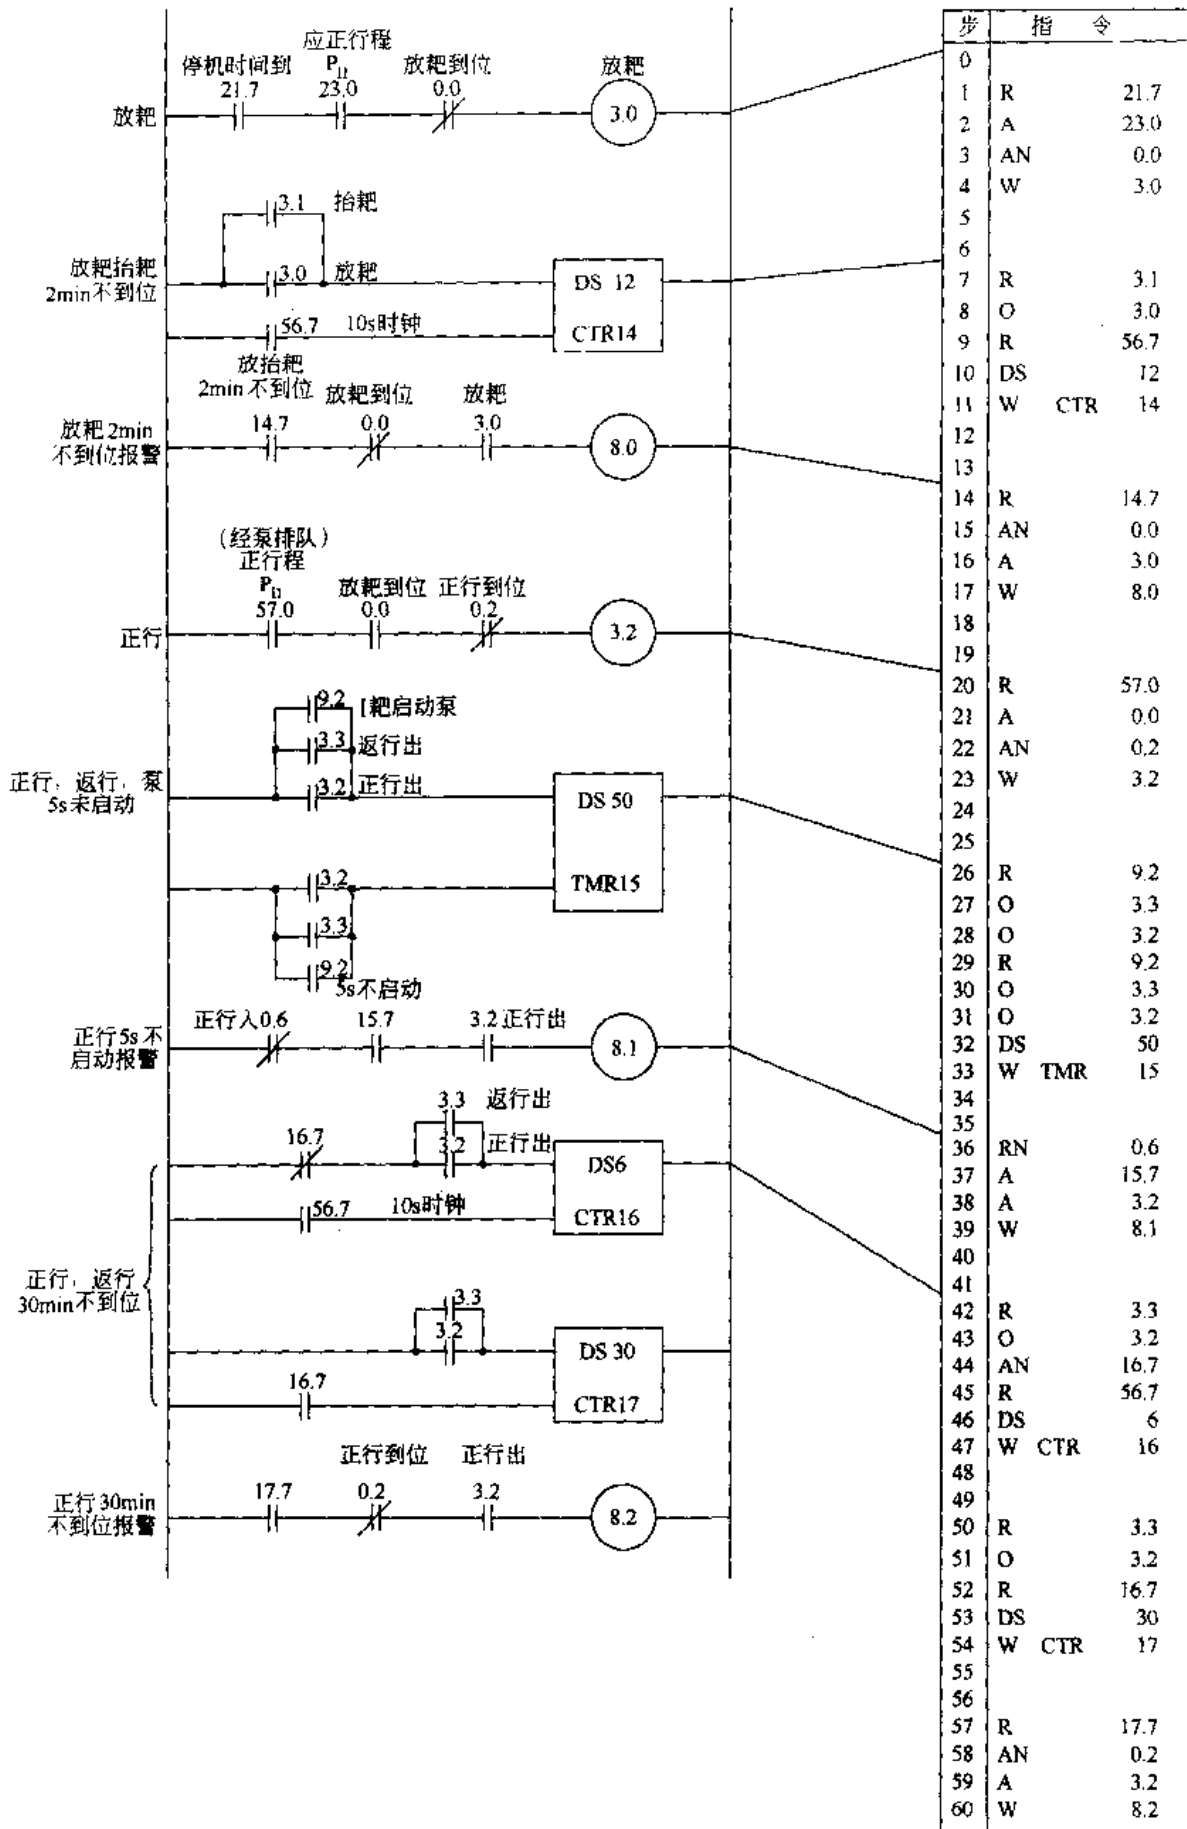 应正行程
停机时间到 P_I1 放耙到位 放耙
21.7 23.0 0.0
放耙 3.0
3.1 抬耙
放耙抬耙
2min不到位
3.0 放耙 DS 12
56.7 10s时钟 CTR14
放抬耙
2min 不到位 放耙到位 放耙
放耙 2min
不到位报警
14.7 0.0 3.0 8.0
(经泵排队)
正行程
放耙到位 正行到位
57.0 0.0 0.2
正行 3.2
9.2 耙启动泵
3.3 返行出
正行, 返行, 泵
5s未启动
3.2 正行出 DS 50
3.2 TMR15
3.3
9.2
5s不启动
正行入0.6 15.7 3.2 正行出
正行5s 不
启动报警
8.1
3.3 返行出
16.7 3.2 正行出 DS6
56.7 10s时钟 CTR16
正行, 返行
30min不到位
3.3
3.2 DS 30
16.7 CTR17
正行到位 正行出
17.7 0.2 3.2
正行 30min
不到位报警
8.2
步 指 令
0
1 R 21.7
2 A 23.0
3 AN 0.0
4 W 3.0
5
6
7 R 3.1
8 O 3.0
9 R 56.7
10 DS 12
11 W CTR 14
12
13
14 R 14.7
15 AN 0.0
16 A 3.0
17 W 8.0
18
19
20 R 57.0
21 A 0.0
22 AN 0.2
23 W 3.2
24
25
26 R 9.2
27 O 3.3
28 O 3.2
29 R 9.2
30 O 3.3
31 O 3.2
32 DS 50
33 W TMR 15
34
35
36 RN 0.6
37 A 15.7
38 A 3.2
39 W 8.1
40
41
42 R 3.3
43 O 3.2
44 AN 16.7
45 R 56.7
46 DS 6
47 W CTR 16
48
49
50 R 3.3
51 O 3.2
52 R 16.7
53 DS 30
54 W CTR 17
55
56
57 R 17.7
58 AN 0.2
59 A 3.2
60 W 8.2